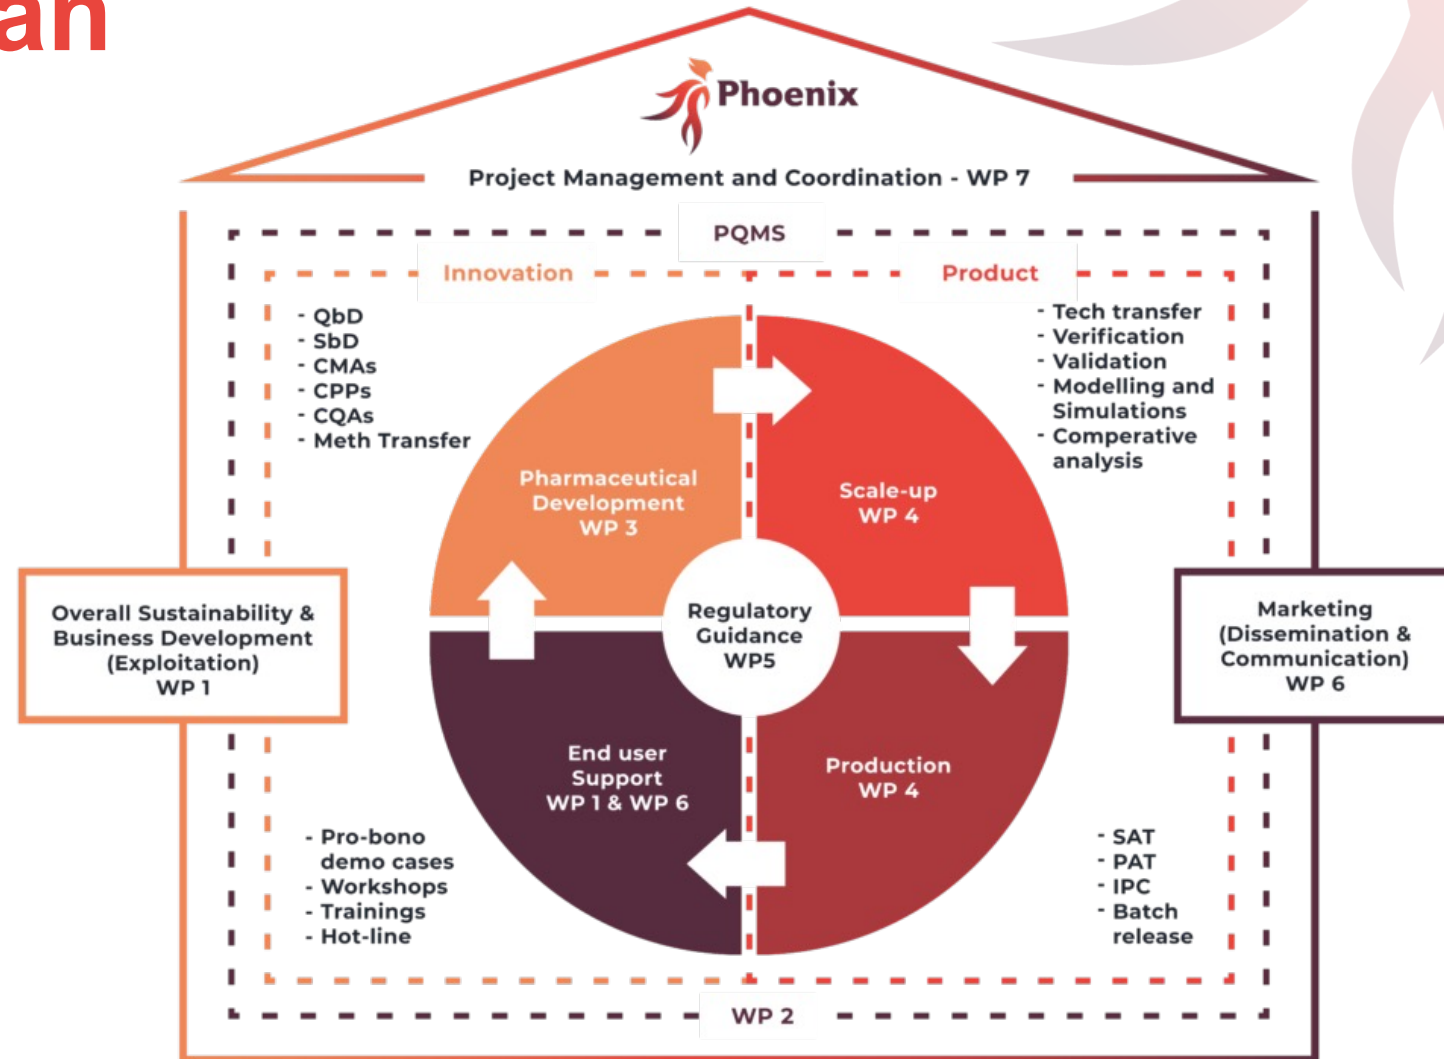 an
Phoenix
Project Management and Coordination - WP 7
PQMS
Innovation
Product
- QbD
- SbD
- CMAs
- CPPs
- CQAs
- Meth Transfer
- Tech transfer
- Verification
- Validation
- Modelling and
Simulations
- Comperative
analysis
Pharmaceutical
Development
WP 3
Scale-up
WP 4
Overall Sustainability &
Business Development
(Exploitation)
WP 1
Regulatory
Guidance
WP5
Marketing
(Dissemination &
Communication)
WP 6
End user
Support
WP 1 & WP 6
Production
WP 4
- Pro-bono
demo cases
- Workshops
- Trainings
- Hot-line
- SAT
- PAT
- IPC
- Batch
release
WP 2